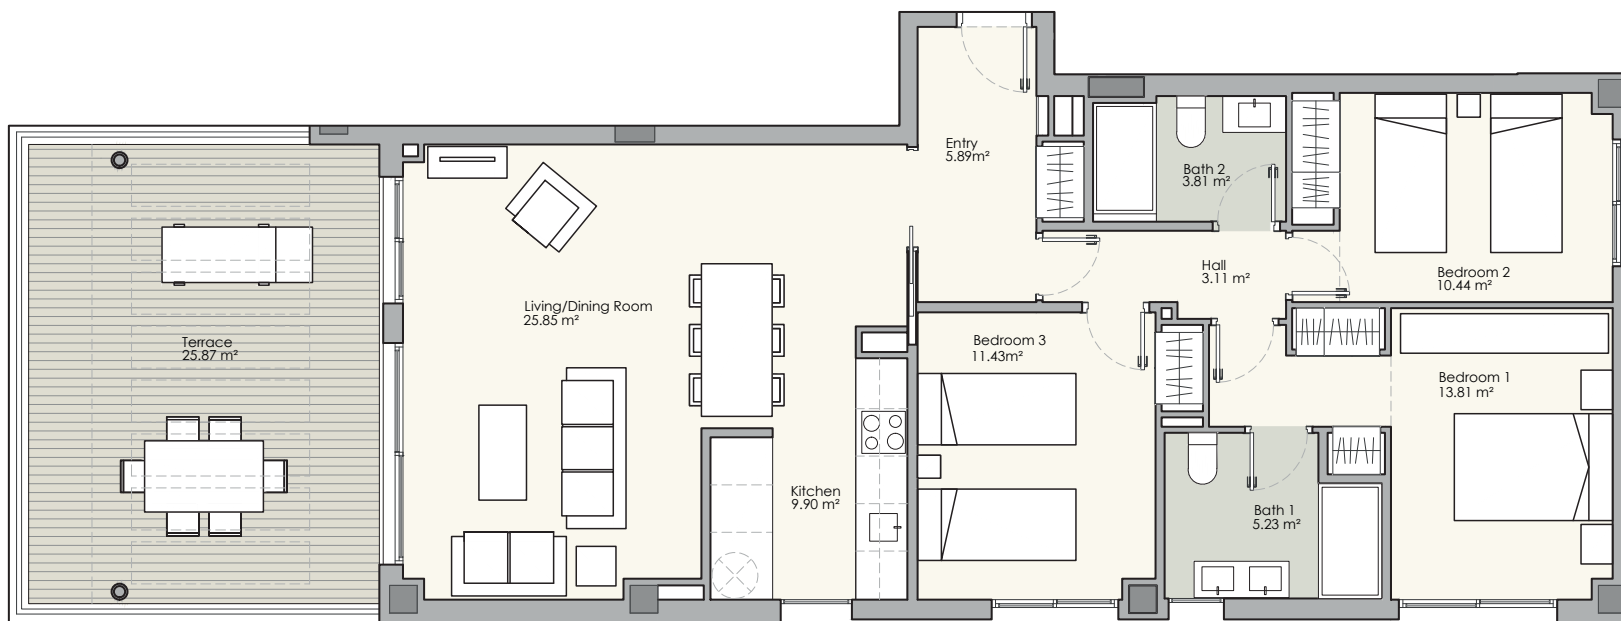 Entry
5.89m²
Bath 2
3.81 m²
Hall
3.11 m²
Bedroom 2
10.44 m²
Living/Dining Room
25.85 m²
Terrace
25.87 m²
Bedroom 3
11.43m²
Bedroom 1
13.81 m²
Kitchen
9.90 m²
Bath 1
5.23 m²